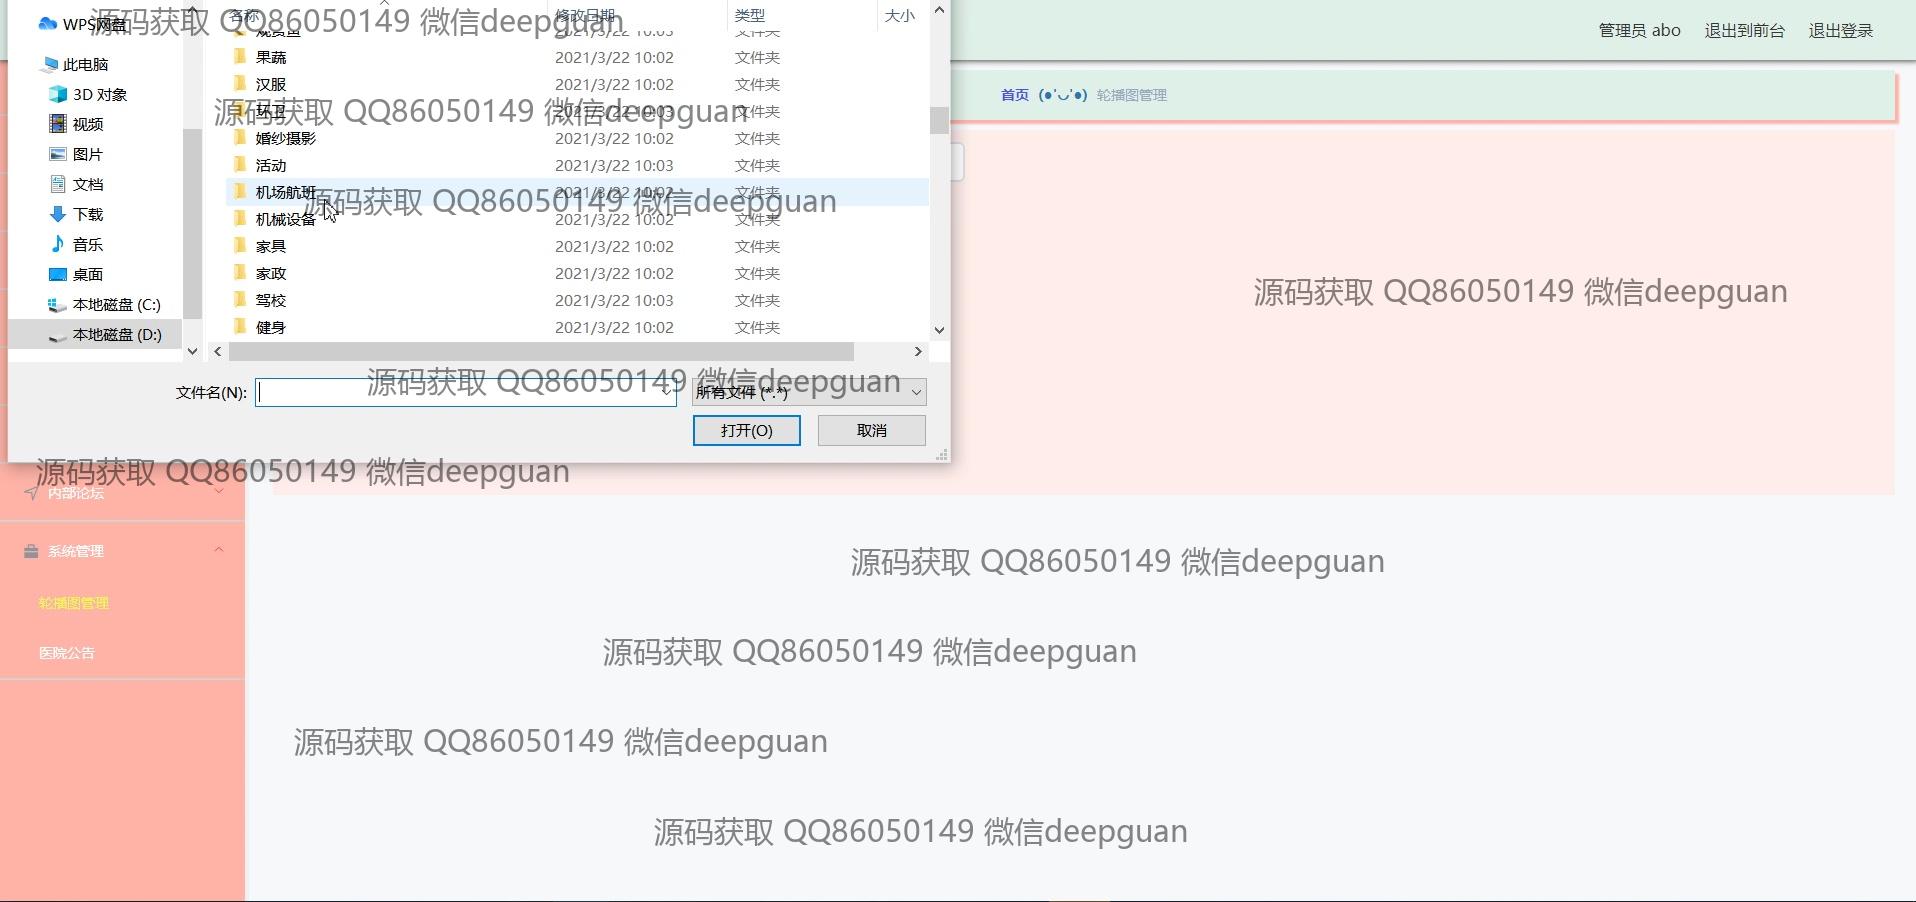 WPS网盘
此电脑
3D 对象
视频
图片
文档
下载
音乐
桌面
本地磁盘 (C:)
本地磁盘 (D:)
名称 修改日期 类型 大小
观赏鱼 2021/3/22 10:03 文件夹
果蔬 2021/3/22 10:02 文件夹
汉服 2021/3/22 10:02 文件夹
环卫 2021/3/22 10:03 文件夹
婚纱摄影 2021/3/22 10:02 文件夹
活动 2021/3/22 10:03 文件夹
机场航班 2021/3/22 10:02 文件夹
机械设备 2021/3/22 10:02 文件夹
家具 2021/3/22 10:02 文件夹
家政 2021/3/22 10:02 文件夹
驾校 2021/3/22 10:03 文件夹
健身 2021/3/22 10:02 文件夹
文件名(N): 所有文件 (*.*)
打开(O) 取消
管理员 abo 退出到前台 退出登录
首页 (●'◡'●) 轮播图管理
内部论坛
系统管理
轮播图管理
医院公告
源码获取 QQ86050149 微信deepguan
源码获取 QQ86050149 微信deepguan
源码获取 QQ86050149 微信deepguan
源码获取 QQ86050149 微信deepguan
源码获取 QQ86050149 微信deepguan
源码获取 QQ86050149 微信deepguan
源码获取 QQ86050149 微信deepguan
源码获取 QQ86050149 微信deepguan
源码获取 QQ86050149 微信deepguan
源码获取 QQ86050149 微信deepguan